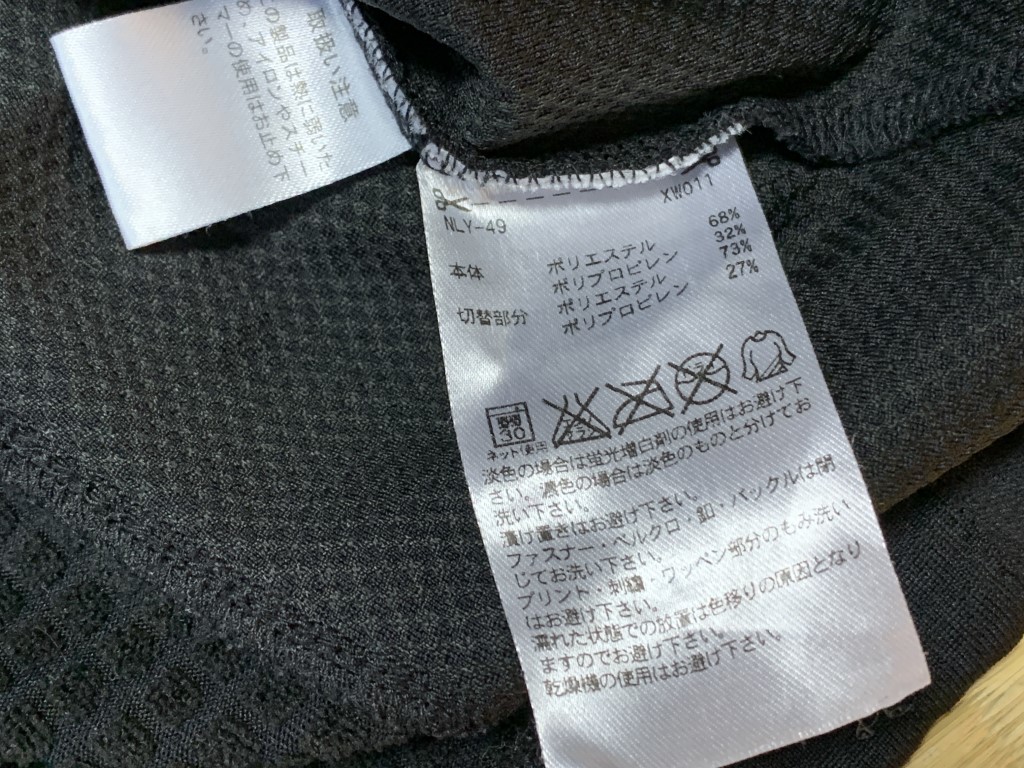 取扱い注意
この製品は熱に弱いた
め、アイロンやスチー
マーの使用はお止め下
さい。
NLY-49 XW011
本体 ポリエステル 68%
ポリプロピレン 32%
切替部分 ポリエステル 73%
ポリプロピレン 27%
30
ネット使用
淡色の場合は蛍光増白剤の使用はお避け下
さい。濃色の場合は淡色のものと分けてお
洗い下さい。
漬け置きはお避け下さい。
ファスナー・ベルクロ・釦・バックルは閉
じてお洗い下さい。
プリント・刺繍・ワッペン部分のもみ洗い
はお避け下さい。
濡れた状態での放置は色移りの原因となり
ますのでお避け下さい。
乾燥機の使用はお避け下さい。